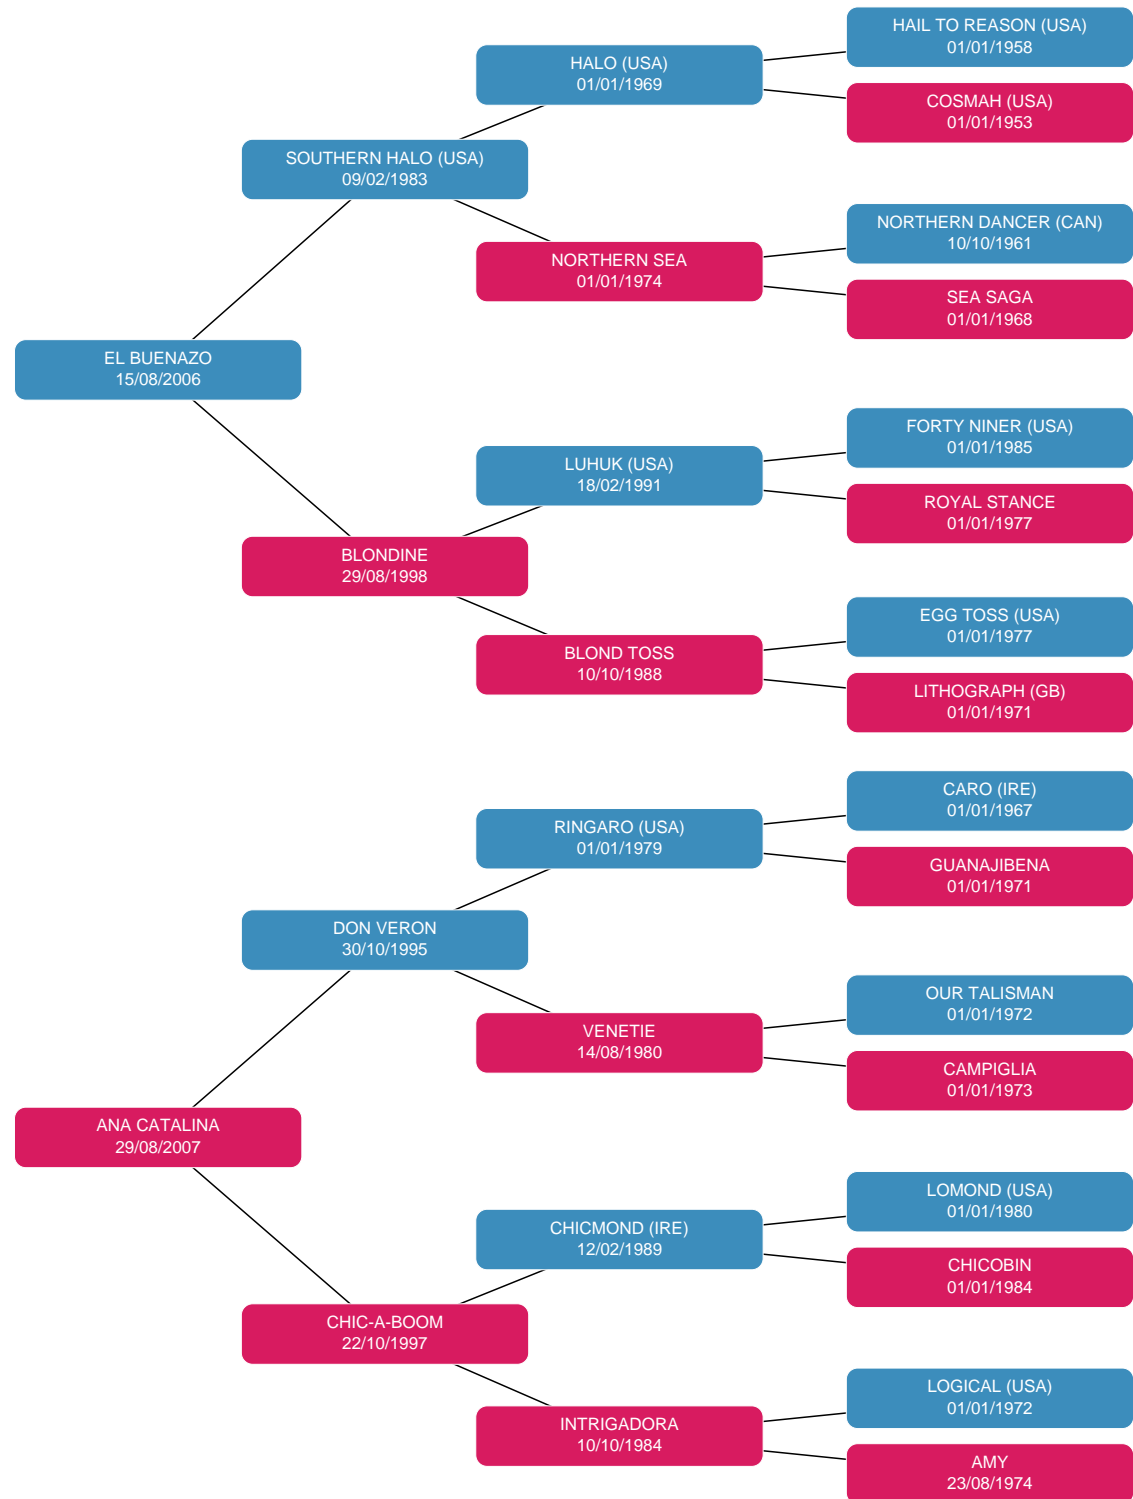 HAIL TO REASON (USA)
01/01/1958
HALO (USA)
01/01/1969
COSMAH (USA)
01/01/1953
SOUTHERN HALO (USA)
09/02/1983
NORTHERN DANCER (CAN)
10/10/1961
NORTHERN SEA
01/01/1974
SEA SAGA
01/01/1968
EL BUENAZO
15/08/2006
FORTY NINER (USA)
01/01/1985
LUHUK (USA)
18/02/1991
ROYAL STANCE
01/01/1977
BLONDINE
29/08/1998
EGG TOSS (USA)
01/01/1977
BLOND TOSS
10/10/1988
LITHOGRAPH (GB)
01/01/1971
CARO (IRE)
01/01/1967
RINGARO (USA)
01/01/1979
GUANAJIBENA
01/01/1971
DON VERON
30/10/1995
OUR TALISMAN
01/01/1972
VENETIE
14/08/1980
CAMPIGLIA
01/01/1973
ANA CATALINA
29/08/2007
LOMOND (USA)
01/01/1980
CHICMOND (IRE)
12/02/1989
CHICOBIN
01/01/1984
CHIC-A-BOOM
22/10/1997
LOGICAL (USA)
01/01/1972
INTRIGADORA
10/10/1984
AMY
23/08/1974